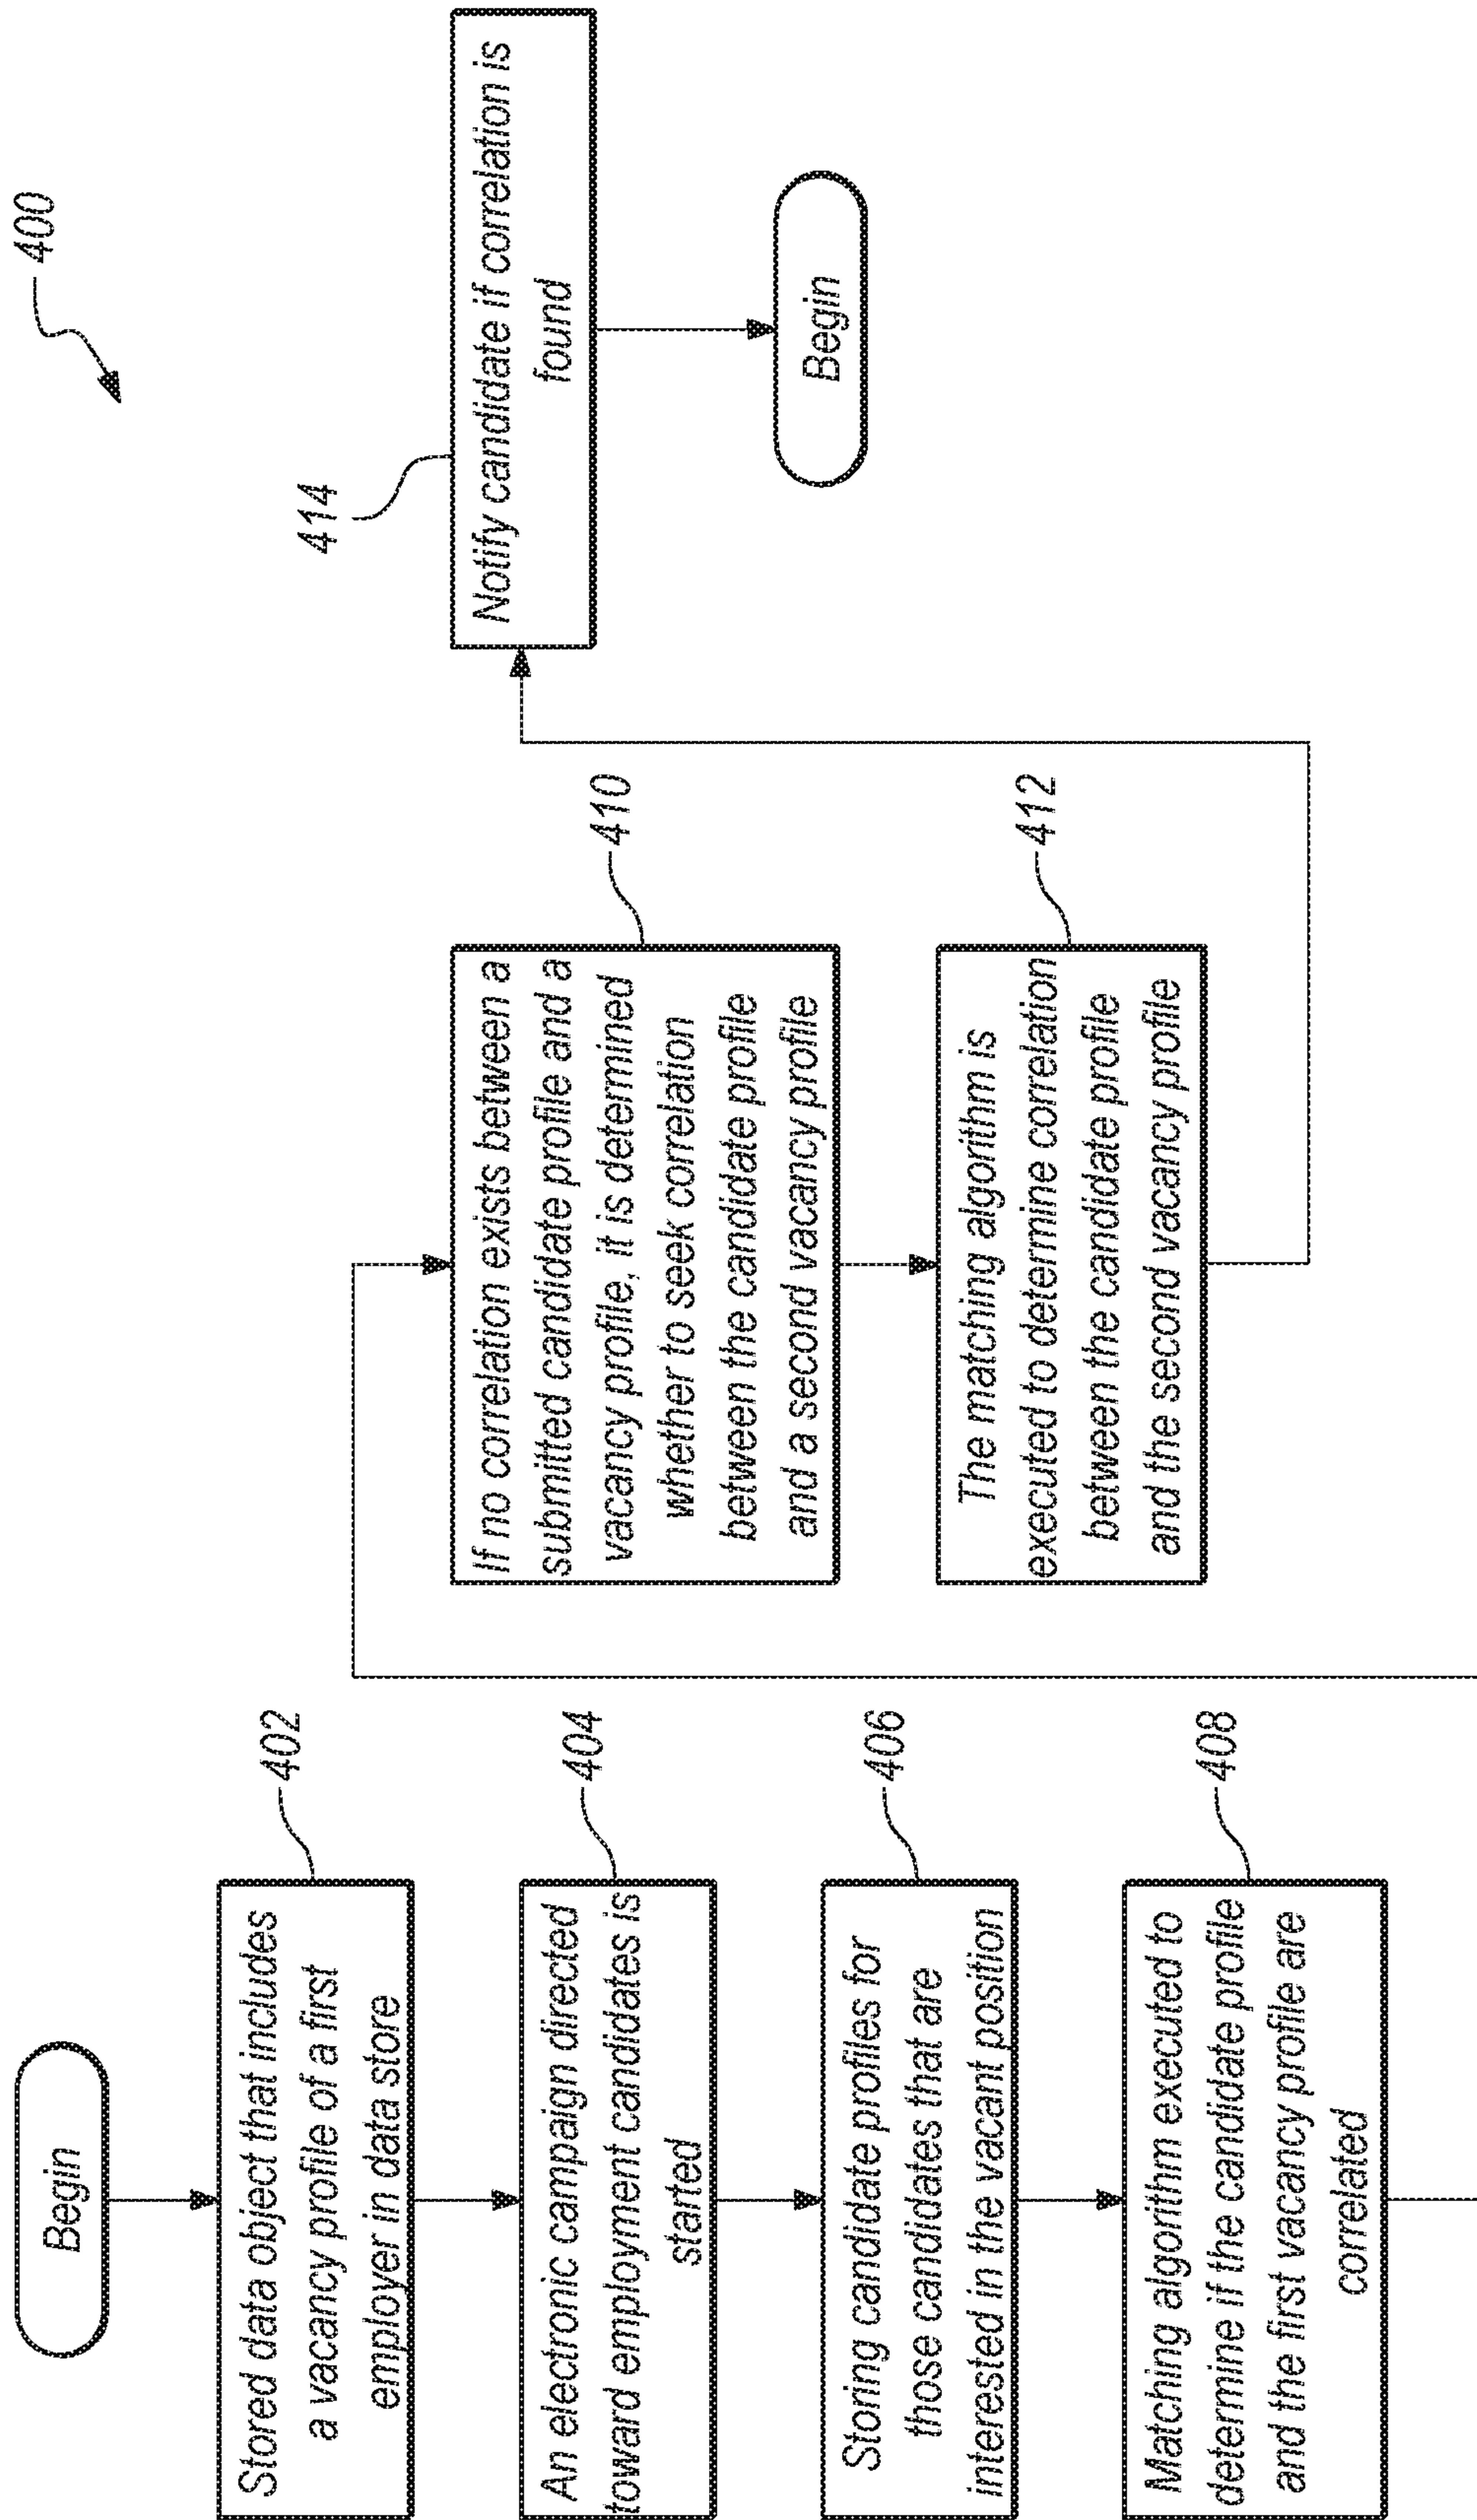 400
Begin
Stored data object that includes
a vacancy profile of a first
employer in data store
402
An electronic campaign directed
toward employment candidates is
started
404
Storing candidate profiles for
those candidates that are
interested in the vacant position
406
Matching algorithm executed to
determine if the candidate profile
and the first vacancy profile are
correlated
408
If no correlation exists between a
submitted candidate profile and a
vacancy profile, it is determined
whether to seek correlation
between the candidate profile
and a second vacancy profile
410
The matching algorithm is
executed to determine correlation
between the candidate profile
and the second vacancy profile
412
414
Notify candidate if correlation is
found
Begin